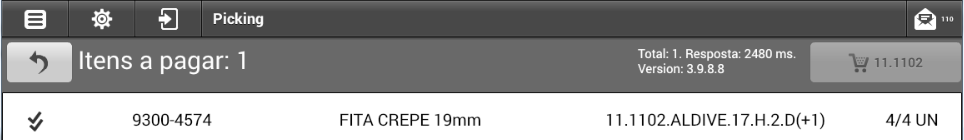 Picking
110
Itens a pagar: 1
Total: 1. Resposta: 2480 ms.
Version: 3.9.8.8
11.1102
9300-4574 FITA CREPE 19mm 11.1102.ALDIVE.17.H.2.D(+1) 4/4 UN